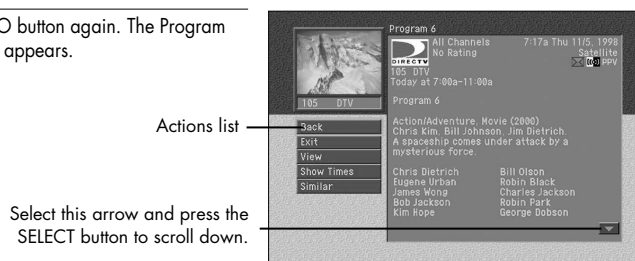 O button again. The Program
appears.
Program 6
All Channels 7:17a Thu 11/5, 1998
No Rating Satellite
DIRECTV PPV
105 DTV
Today at 7:00a-11:00a
105 DTV
Program 6
Actions list
Back
Exit
View
Show Times
Similar
Action/Adventure, Movie (2000)
Chris Kim, Bill Johnson, Jim Dietrich.
A spaceship comes under attack by a
mysterious force.
Chris Dietrich Bill Olson
Eugene Urban Robin Black
James Wong Charles Jackson
Bob Jackson Robin Park
Kim Hope George Dobson
Select this arrow and press the
SELECT button to scroll down.